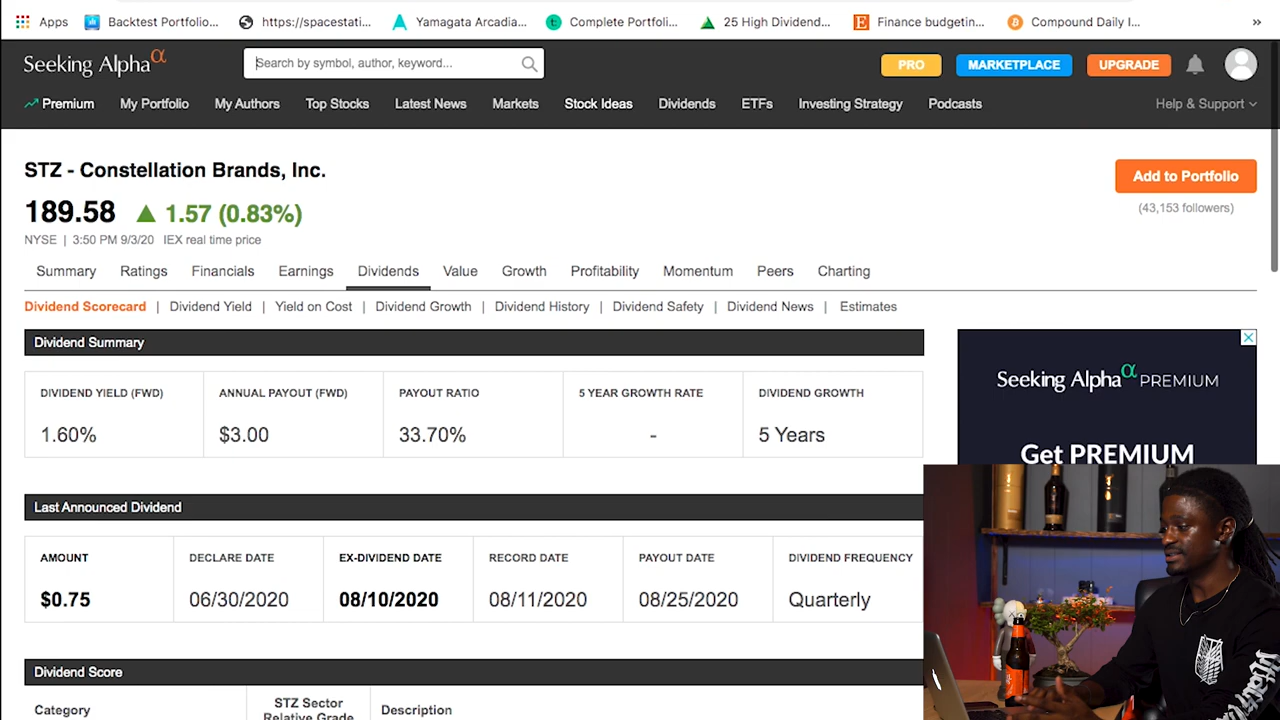 Apps
Backtest Portfolio...
https://spacestati...
Yamagata Arcadia...
Complete Portfoli...
25 High Dividend...
Finance budgetin...
Compound Daily I...
»
Seeking Alpha α
Search by symbol, author, keyword...
PRO
MARKETPLACE
UPGRADE
Premium
My Portfolio
My Authors
Top Stocks
Latest News
Markets
Stock Ideas
Dividends
ETFs
Investing Strategy
Podcasts
Help & Support
STZ - Constellation Brands, Inc.
Add to Portfolio
189.58 ▲ 1.57 (0.83%)
(43,153 followers)
NYSE | 3:50 PM 9/3/20 IEX real time price
Summary
Ratings
Financials
Earnings
Dividends
Value
Growth
Profitability
Momentum
Peers
Charting
Dividend Scorecard | Dividend Yield | Yield on Cost | Dividend Growth | Dividend History | Dividend Safety | Dividend News | Estimates
Dividend Summary
DIVIDEND YIELD (FWD)
ANNUAL PAYOUT (FWD)
PAYOUT RATIO
5 YEAR GROWTH RATE
DIVIDEND GROWTH
1.60%
$3.00
33.70%
-
5 Years
Seeking Alpha α PREMIUM
Get PREMIUM
Last Announced Dividend
AMOUNT
DECLARE DATE
EX-DIVIDEND DATE
RECORD DATE
PAYOUT DATE
DIVIDEND FREQUENCY
$0.75
06/30/2020
08/10/2020
08/11/2020
08/25/2020
Quarterly
Dividend Score
Category
STZ Sector
Relative Grade
Description